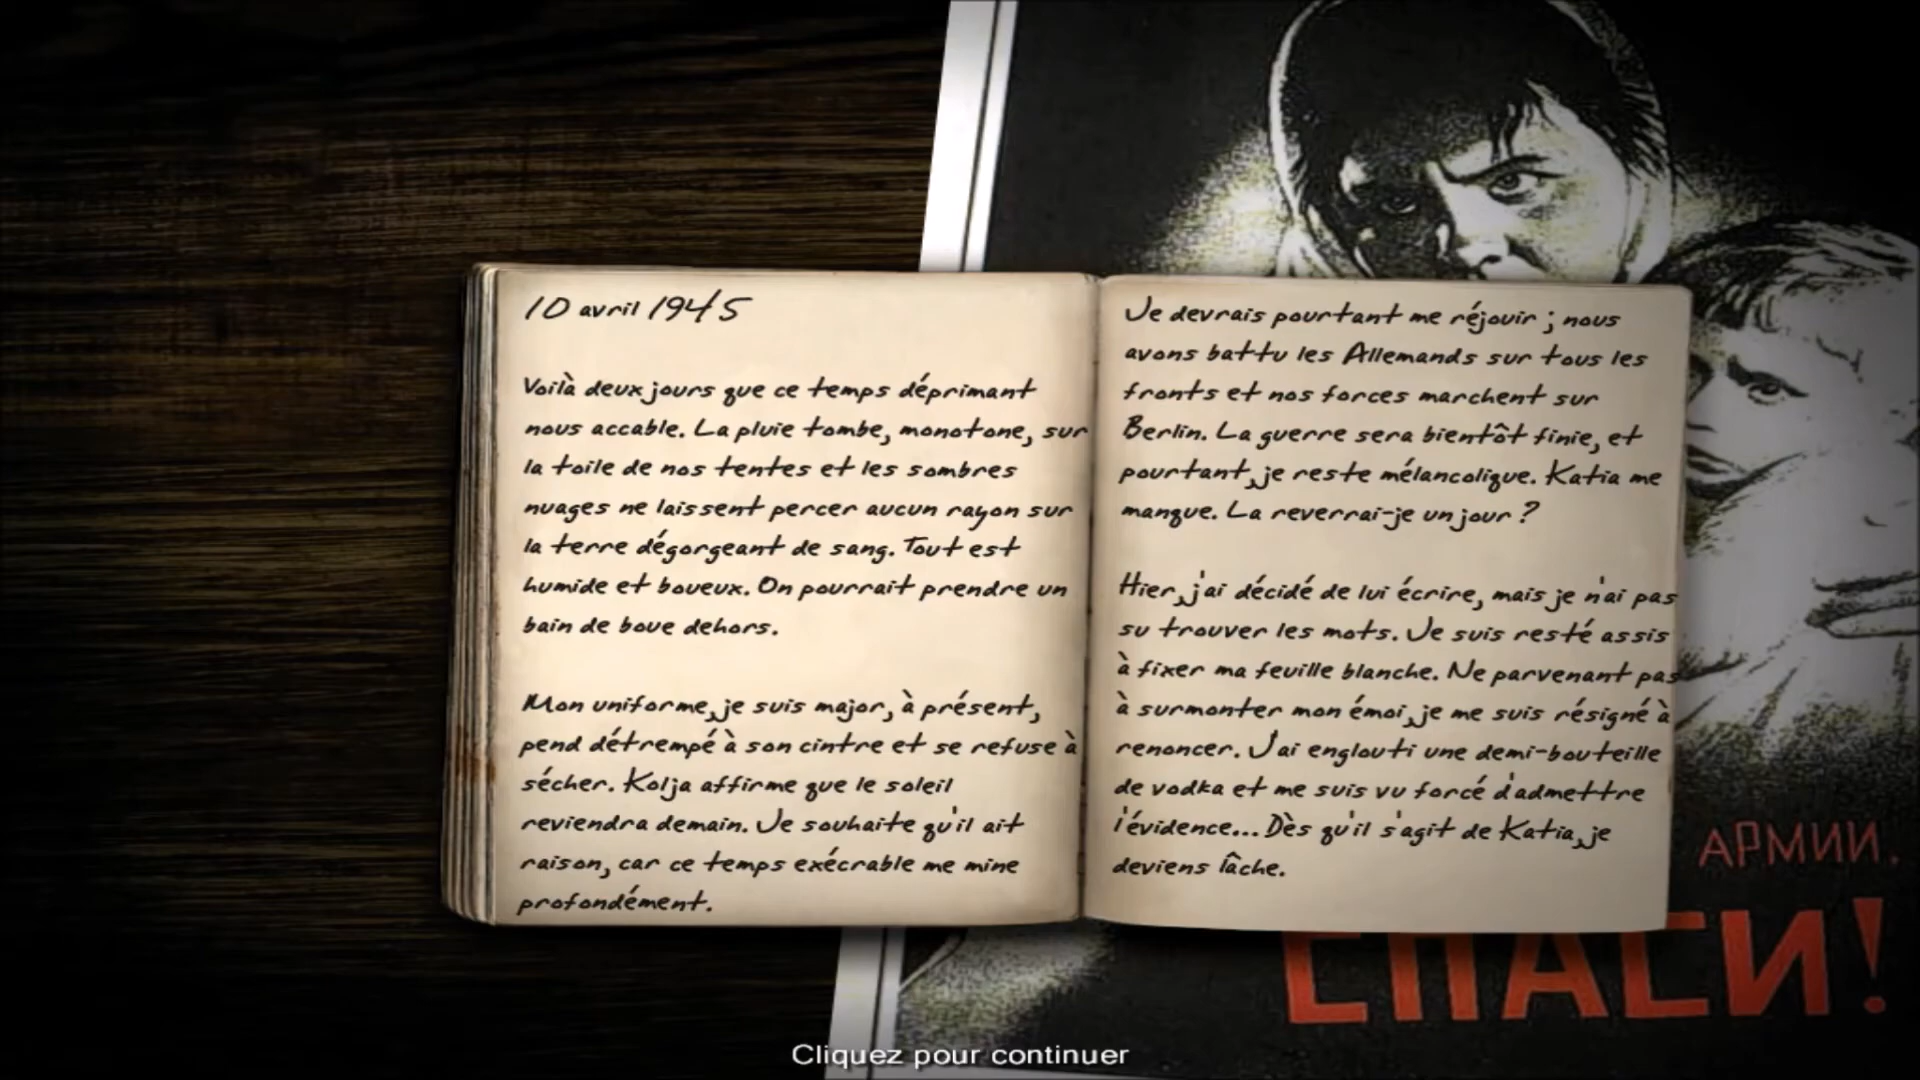 10 avril 1945
Voilà deux jours que ce temps déprimant
nous accable. La pluie tombe, monotone, sur
la toile de nos tentes et les sombres
nuages ne laissent percer aucun rayon sur
la terre dégorgeant de sang. Tout est
humide et boueux. On pourrait prendre un
bain de boue dehors.
Mon uniforme, je suis major, à présent,
pend détrempé à son cintre et se refuse à
sécher. Kolja affirme que le soleil
reviendra demain. Je souhaite qu'il ait
raison, car ce temps exécrable me mine
profondément.
Je devrais pourtant me réjouir ; nous
avons battu les Allemands sur tous les
fronts et nos forces marchent sur
Berlin. La guerre sera bientôt finie, et
pourtant, je reste mélancolique. Katia me
manque. La reverrai-je un jour ?
Hier, j'ai décidé de lui écrire, mais je n'ai pas
su trouver les mots. Je suis resté assis
à fixer ma feuille blanche. Ne parvenant pas
à surmonter mon émoi, je me suis résigné à
renoncer. J'ai englouti une demi-bouteille
de vodka et me suis vu forcé d'admettre
l'évidence... Dès qu'il s'agit de Katia, je
deviens lâche.
АРМИИ.
СПАСИ!
Cliquez pour continuer